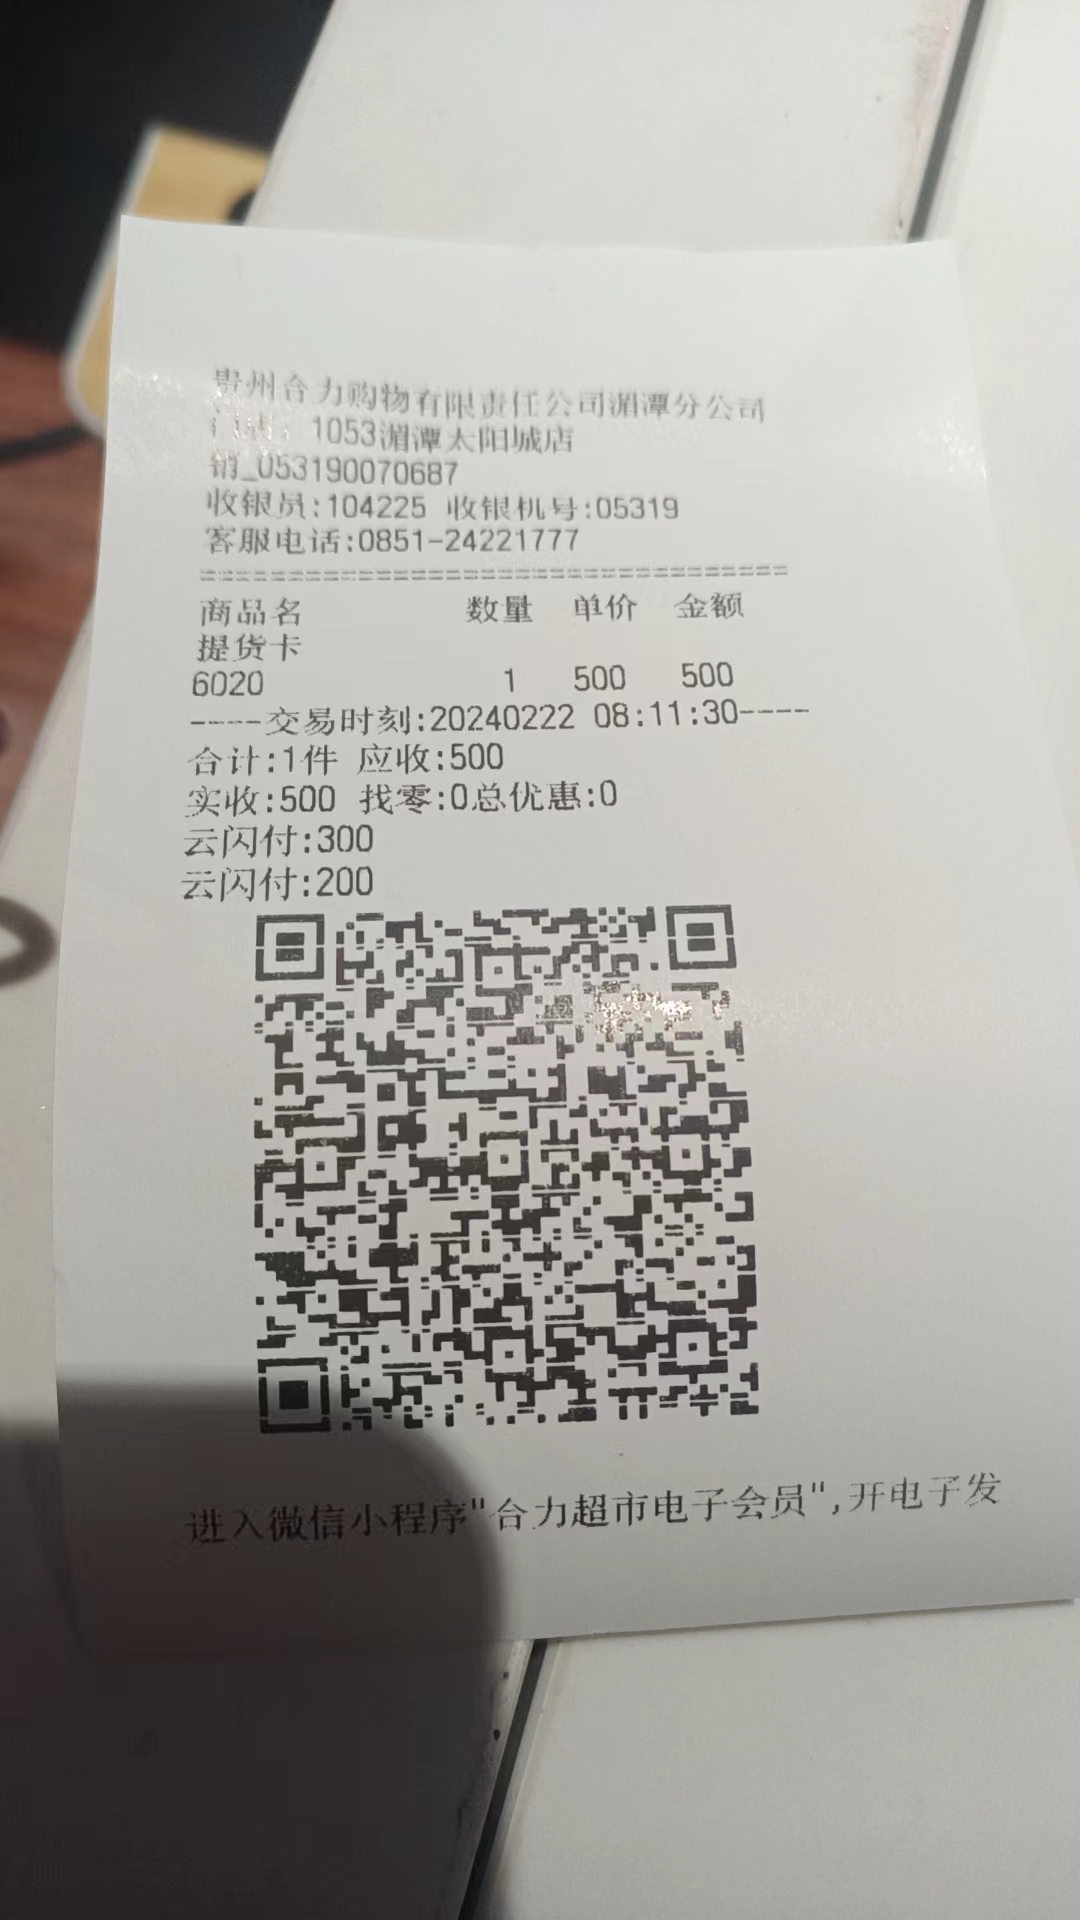 贵州合力购物有限责任公司湄潭分公司
门店: 1053湄潭太阳城店
销_053190070687
收银员:104225 收银机号:05319
客服电话:0851-24221777
=================================
商品名 数量 单价 金额
提货卡
6020 1 500 500
----交易时刻:20240222 08:11:30----
合计:1件 应收:500
实收:500 找零:0总优惠:0
云闪付:300
云闪付:200
进入微信小程序"合力超市电子会员",开电子发